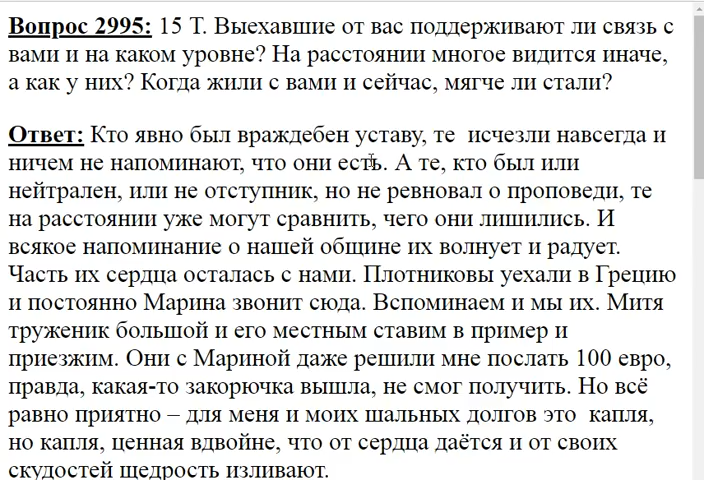 Вопрос 2995: 15 Т. Выехавшие от вас поддерживают ли связь с
вами и на каком уровне? На расстоянии многое видится иначе,
а как у них? Когда жили с вами и сейчас, мягче ли стали?
Ответ: Кто явно был враждебен уставу, те исчезли навсегда и
ничем не напоминают, что они есть. А те, кто был или
нейтрален, или не отступник, но не ревновал о проповеди, те
на расстоянии уже могут сравнить, чего они лишились. И
всякое напоминание о нашей общине их волнует и радует.
Часть их сердца осталась с нами. Плотниковы уехали в Грецию
и постоянно Марина звонит сюда. Вспоминаем и мы их. Митя
труженик большой и его местным ставим в пример и
приезжим. Они с Мариной даже решили мне послать 100 евро,
правда, какая-то закорючка вышла, не смог получить. Но всё
равно приятно – для меня и моих шальных долгов это капля,
но капля, ценная вдвойне, что от сердца даётся и от своих
скудостей щедрость изливают.